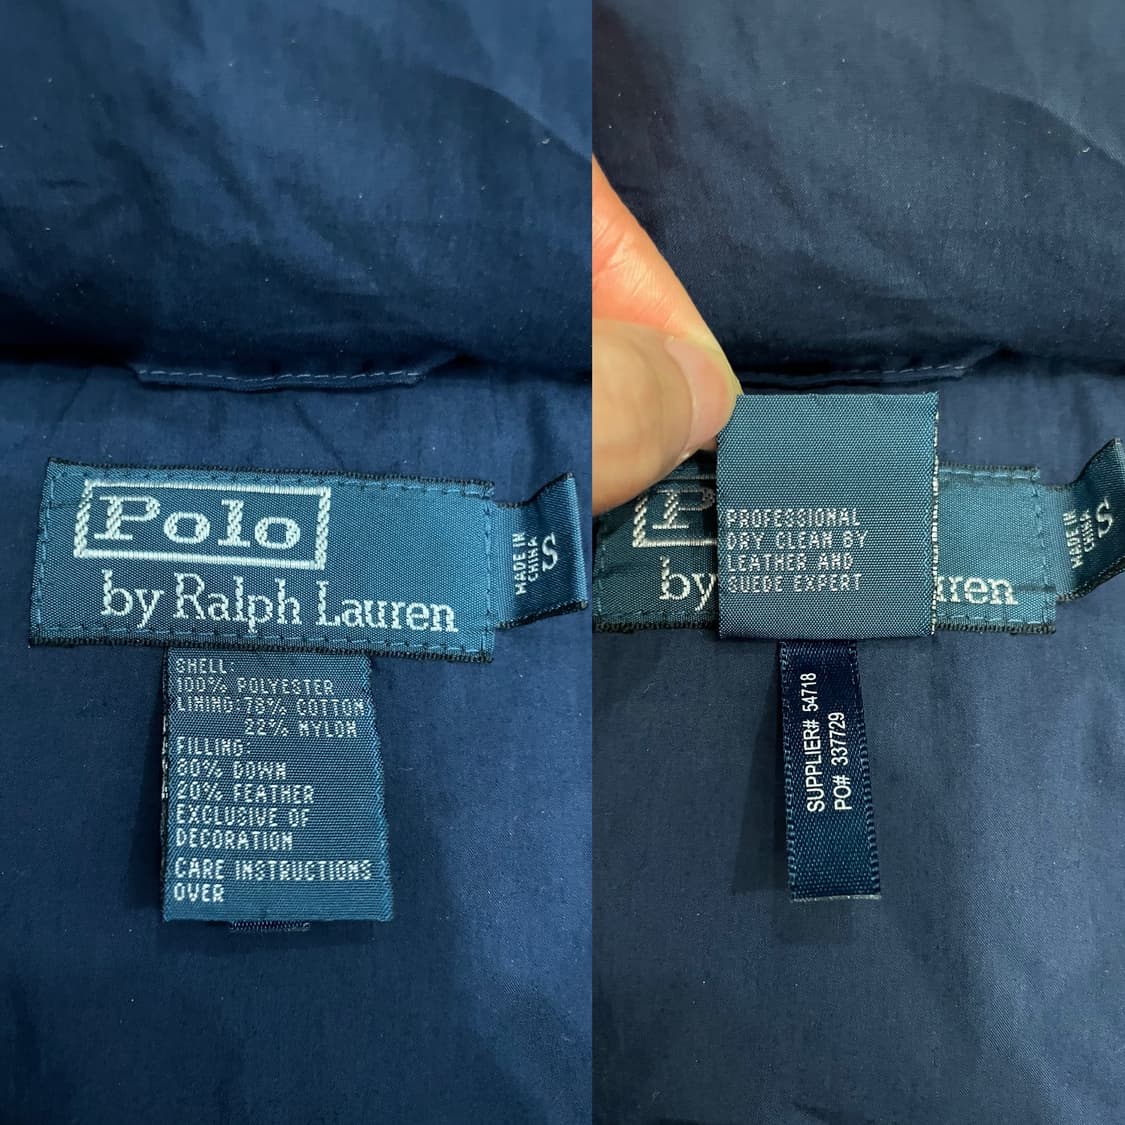 Polo
by Ralph Lauren
MADE IN
CHINA
S
SHELL:
100% POLYESTER
LINING:78% COTTON
22% NYLON
FILLING:
80% DOWN
20% FEATHER
EXCLUSIVE OF
DECORATION
CARE INSTRUCTIONS
OVER
P
by
uren
MADE IN
CHINA
S
PROFESSIONAL
DRY CLEAN BY
LEATHER AND
SUEDE EXPERT
SUPPLIER# 54718
PO# 337729